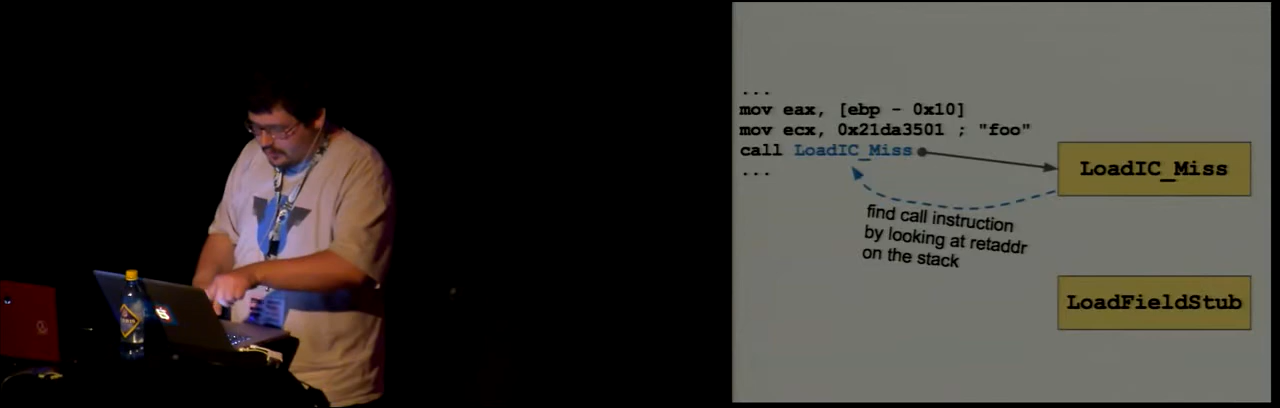 ...
mov eax, [ebp - 0x10]
mov ecx, 0x21da3501 ; "foo"
call LoadIC_Miss
...
LoadIC_Miss
find call instruction
by looking at retaddr
on the stack
LoadFieldStub